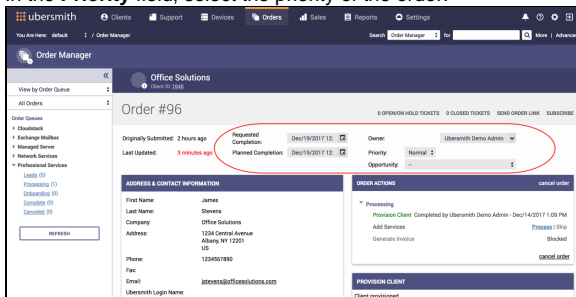 In the Priority field, select the priority of the order.
ubersmith Clients Support Devices Orders Sales Reports Settings
You Are Here: default / Order Manager Search Order Manager for More | Advance
Order Manager
Office Solutions
Client ID: 1046
View by Order Queue
All Orders
Order #96
0 OPEN/ON HOLD TICKETS 0 CLOSED TICKETS SEND ORDER LINK SUBSCRIBE
Order Queues
Cloudstack
Exchange Mailbox
Managed Server
Network Services
Professional Services
Leads (0)
Processing (1)
Onboarding (0)
Complete (0)
Canceled (0)
REFRESH
Originally Submitted: 2 hours ago
Last Updated: 3 minutes ago
Requested Completion: Dec/19/2017 12:
Planned Completion: Dec/15/2017 12:
Owner: Ubersmith Demo Admin
Priority: Normal
Opportunity: --
ADDRESS & CONTACT INFORMATION
First Name: James
Last Name: Stevens
Company: Office Solutions
Address: 1234 Central Avenue
Albany, NY 12201
US
Phone: 1234567890
Fax:
Email: jstevens@officesolutions.com
Ubersmith Login Name:
ORDER ACTIONS cancel order
Processing
Provision Client Completed by Ubersmith Demo Admin - Dec/14/2017 1:09 PM
Add Services Process | Skip
Generate Invoice Blocked
cancel order
PROVISION CLIENT
Client provisioned